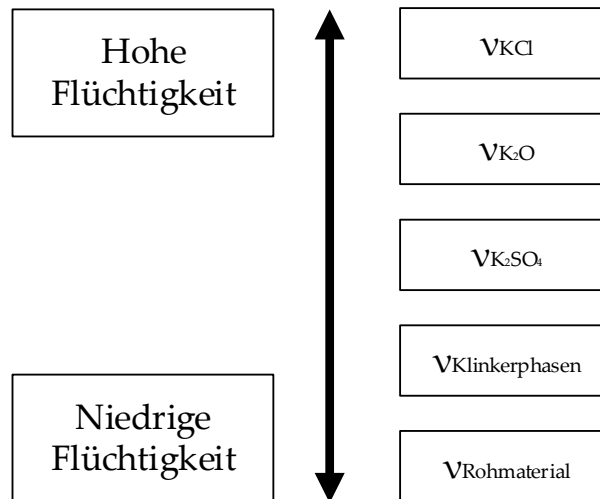 Hohe
Flüchtigkeit
νKCl
νK₂O
νK₂SO₄
νKlinkerphasen
Niedrige
Flüchtigkeit
νRohmaterial